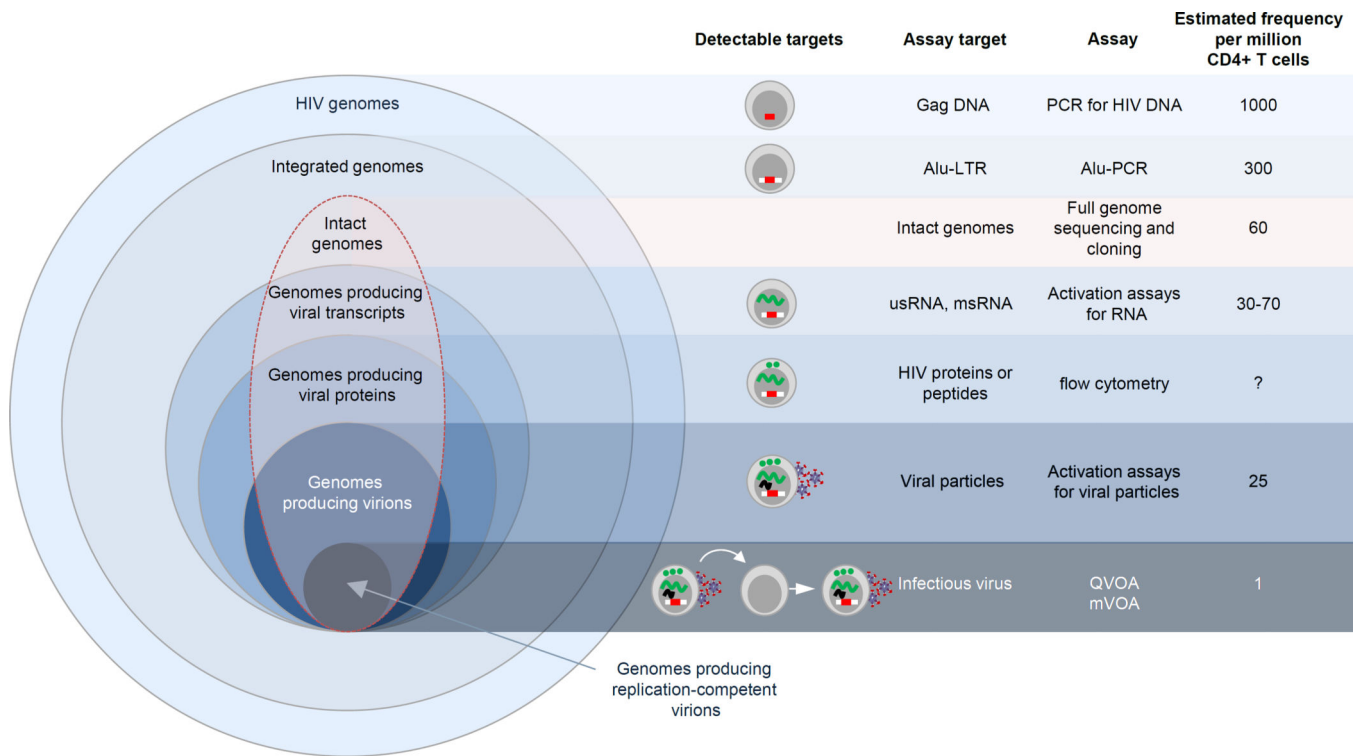 Detectable targets
Assay target
Assay
Estimated frequency
per million
CD4+ T cells
HIV genomes
Gag DNA
PCR for HIV DNA
1000
Integrated genomes
Alu-LTR
Alu-PCR
300
Intact
genomes
Intact genomes
Full genome
sequencing and
cloning
60
Genomes producing
viral transcripts
usRNA, msRNA
Activation assays
for RNA
30-70
Genomes producing
viral proteins
HIV proteins or
peptides
flow cytometry
?
Genomes
producing virions
Viral particles
Activation assays
for viral particles
25
Infectious virus
QVOA
mVOA
1
Genomes producing
replication-competent
virions